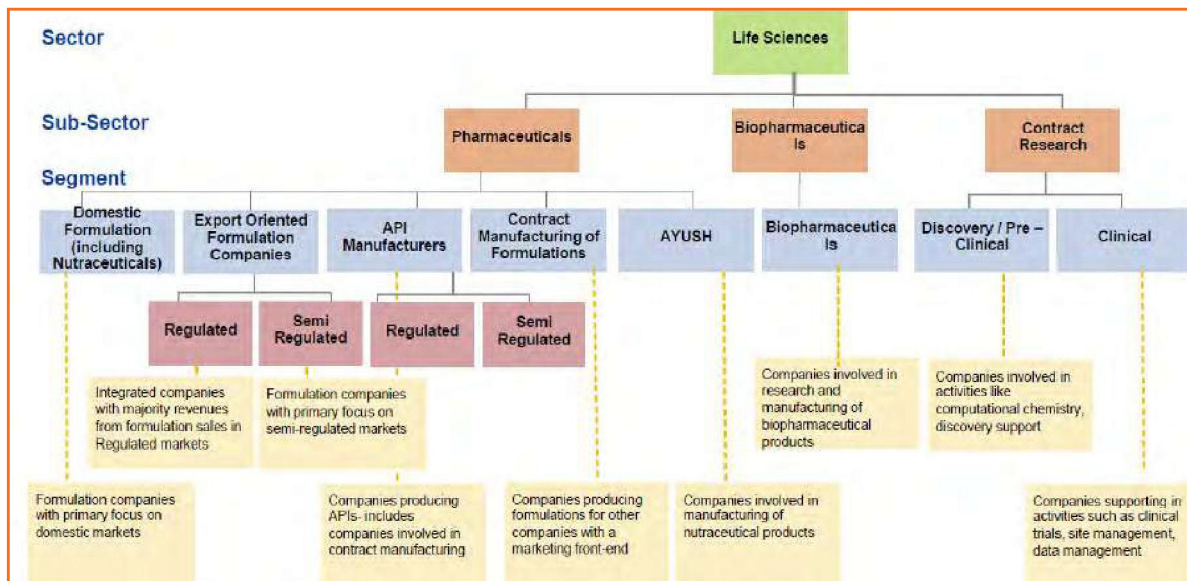 Sector
Life Sciences
Sub-Sector
Pharmaceuticals
Biopharmaceutica
ls
Contract
Research
Segment
Domestic
Formulation
(including
Nutraceuticals)
Export Oriented
Formulation
Companies
API
Manufacturers
Contract
Manufacturing of
Formulations
AYUSH
Biopharmaceutica
ls
Discovery / Pre –
Clinical
Clinical
Regulated
Semi
Regulated
Regulated
Semi
Regulated
Integrated companies
with majority revenues
from formulation sales in
Regulated markets
Formulation companies
with primary focus on
semi-regulated markets
Companies involved in
research and
manufacturing of
biopharmaceutical
products
Companies involved in
activities like
computational chemistry,
discovery support
Formulation companies
with primary focus on
domestic markets
Companies producing
APIs- includes
companies involved in
contract manufacturing
Companies producing
formulations for other
companies with a
marketing front-end
Companies involved in
manufacturing of
nutraceutical products
Companies supporting in
activities such as clinical
trials, site management,
data management